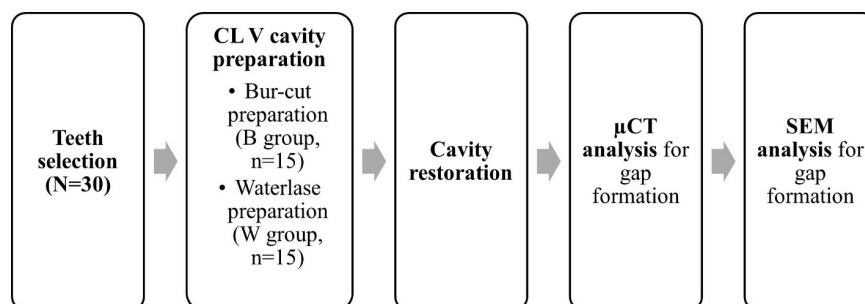 Teeth
selection
(N=30)
CL V cavity
preparation
• Bur-cut
preparation
(B group,
n=15)
• Waterlase
preparation
(W group,
n=15)
Cavity
restoration
μCT
analysis for
gap
formation
SEM
analysis for
gap
formation